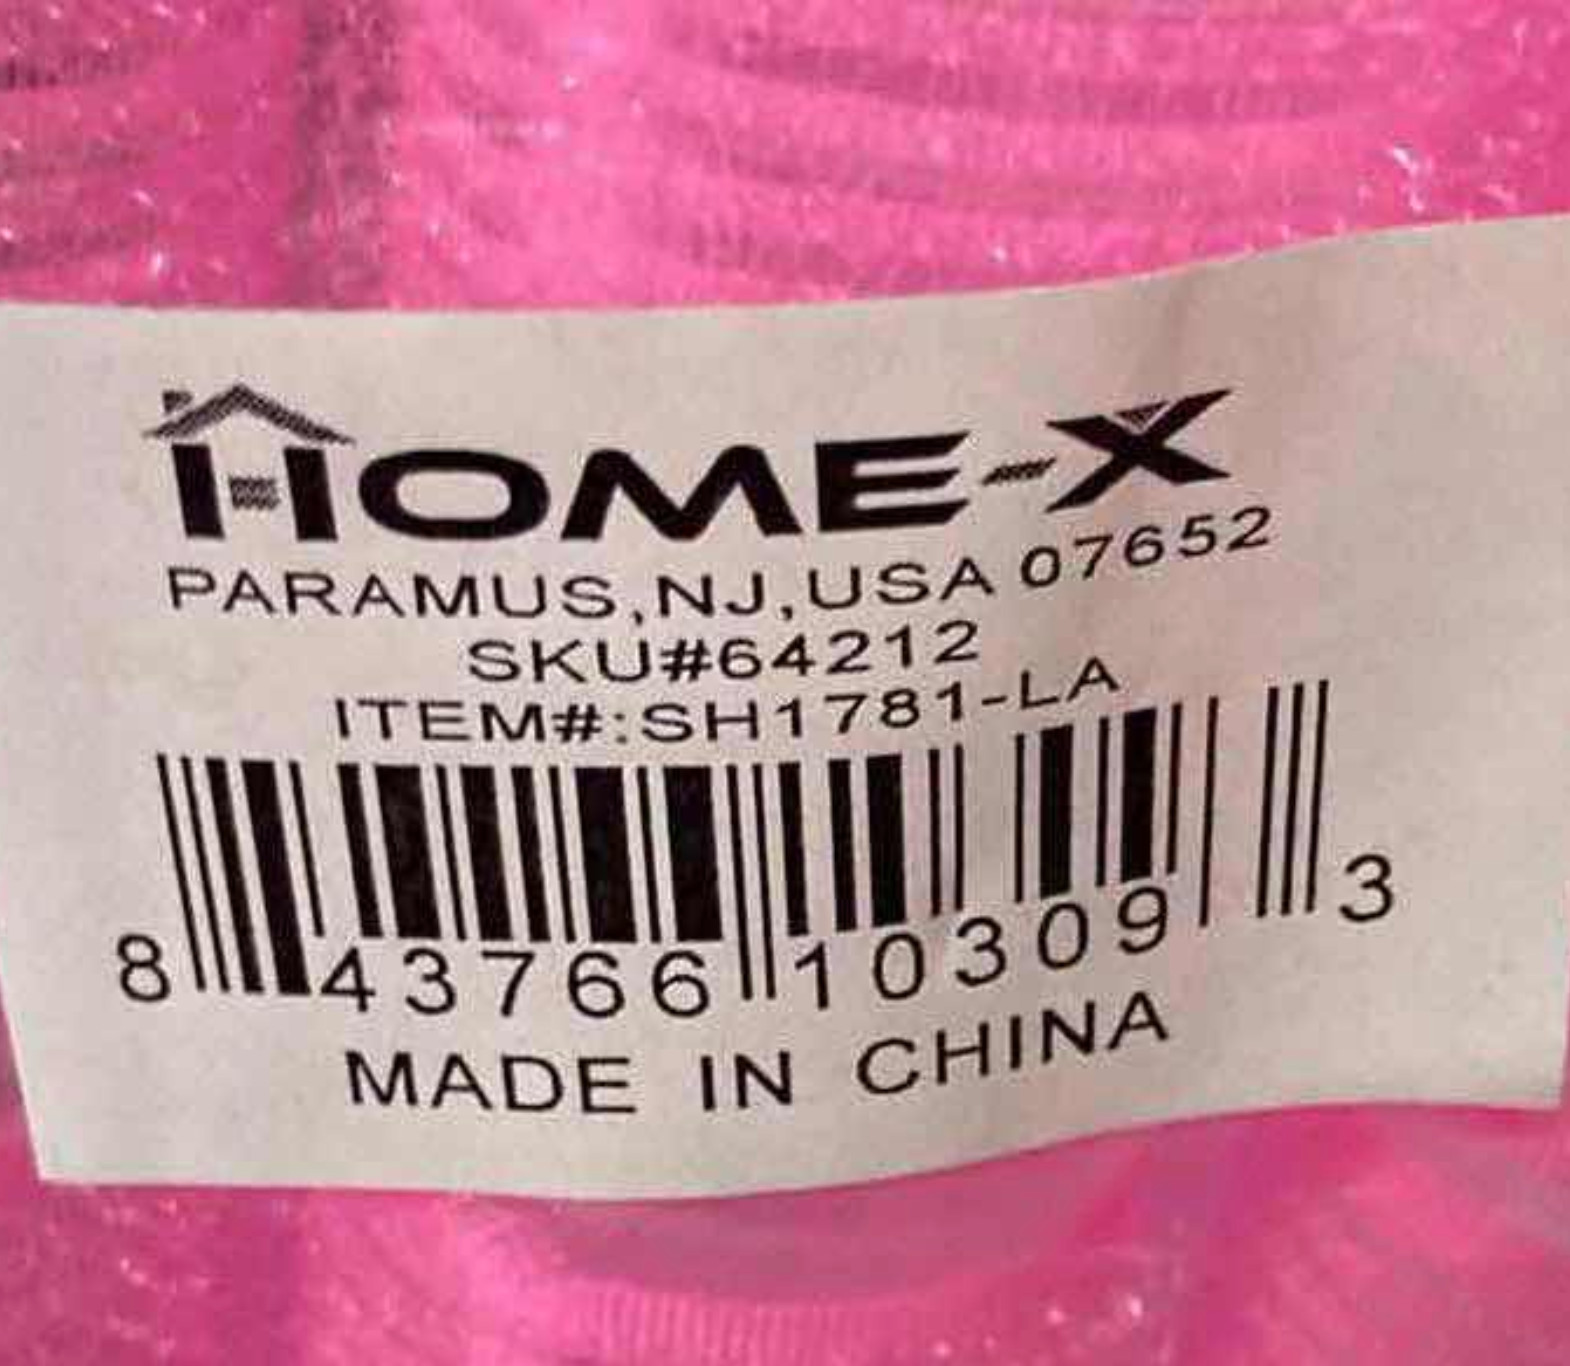 HOME-X
PARAMUS,NJ,USA 07652
SKU#64212
ITEM#:SH1781-LA
8 43766 10309 3
MADE IN CHINA